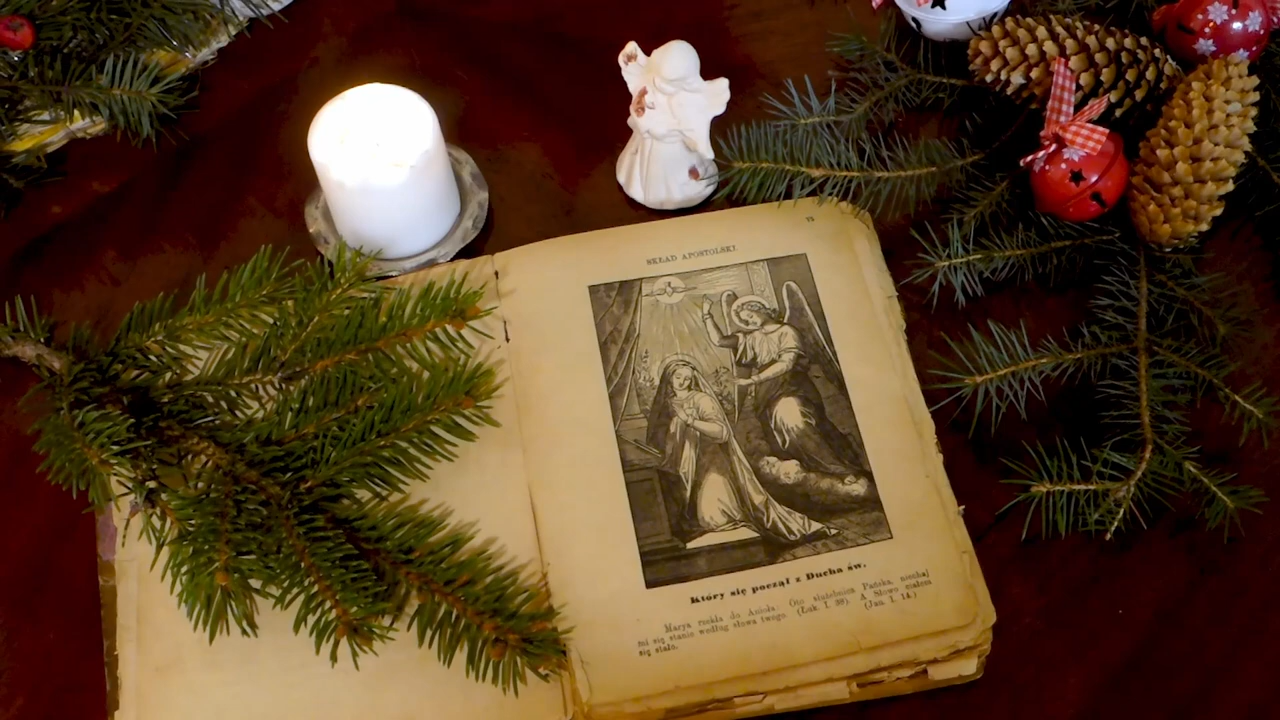 73
SKŁAD APOSTOLSKI.
Który się począł z Ducha św.
Marya rzekła do Anioła: Oto służebnica Pańska, niechaj
mi się stanie według słowa twego. (Łuk. I. 38). A Słowo ciałem
się stało. (Jan. I. 14.)